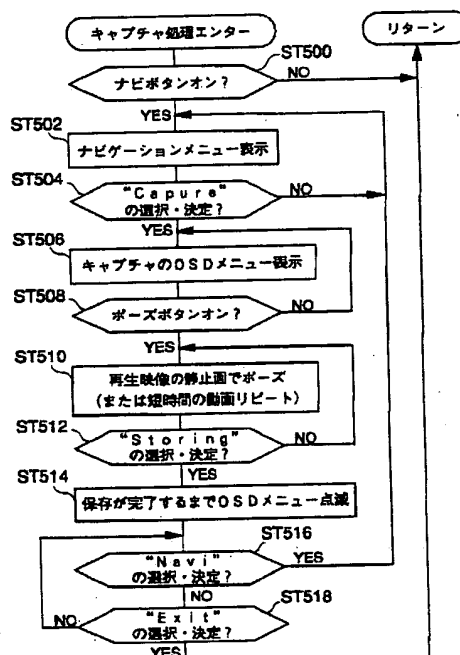 キャプチャ処理エンター
リターン
ST500
ナビボタンオン？
NO
YES
ST502
ナビゲーションメニュー表示
ST504
“Capure”
の選択・決定？
NO
YES
ST506
キャプチャのOSDメニュー表示
ST508
ポーズボタンオン？
NO
YES
ST510
再生映像の静止画でポーズ
(または短時間の動画リピート)
ST512
“Storing”
の選択・決定？
NO
YES
ST514
保存が完了するまでOSDメニュー点滅
ST516
“Navi”
の選択・決定？
YES
NO
ST518
“Exit”
の選択・決定？
NO
YES